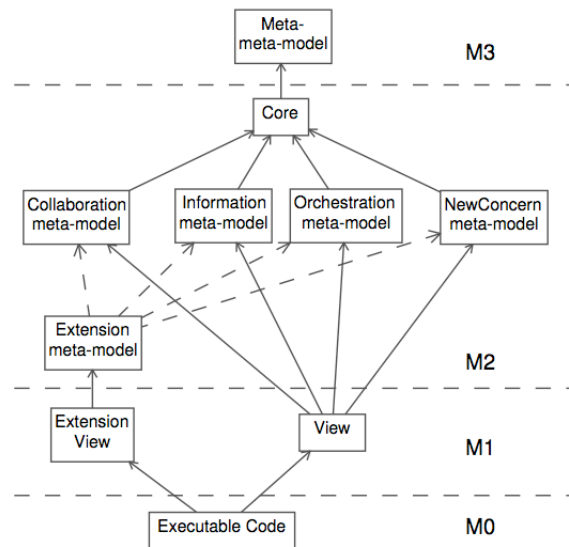 Meta-
meta-model
M3
Core
Collaboration
meta-model
Information
meta-model
Orchestration
meta-model
NewConcern
meta-model
Extension
meta-model
M2
Extension
View
View
M1
Executable Code
M0